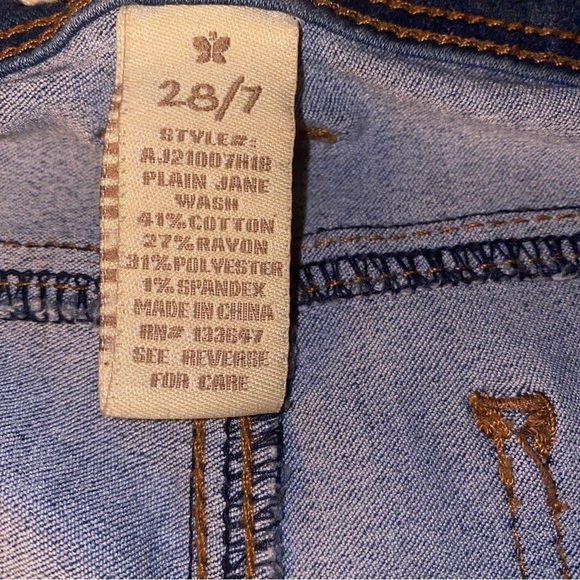 28/7
STYLE#:
AJ21007H18
PLAIN JANE
WASH
41%COTTON
27%RAYON
31%POLYESTER
1%SPANDEX
MADE IN CHINA
RN# 133647
SEE REVERSE
FOR CARE